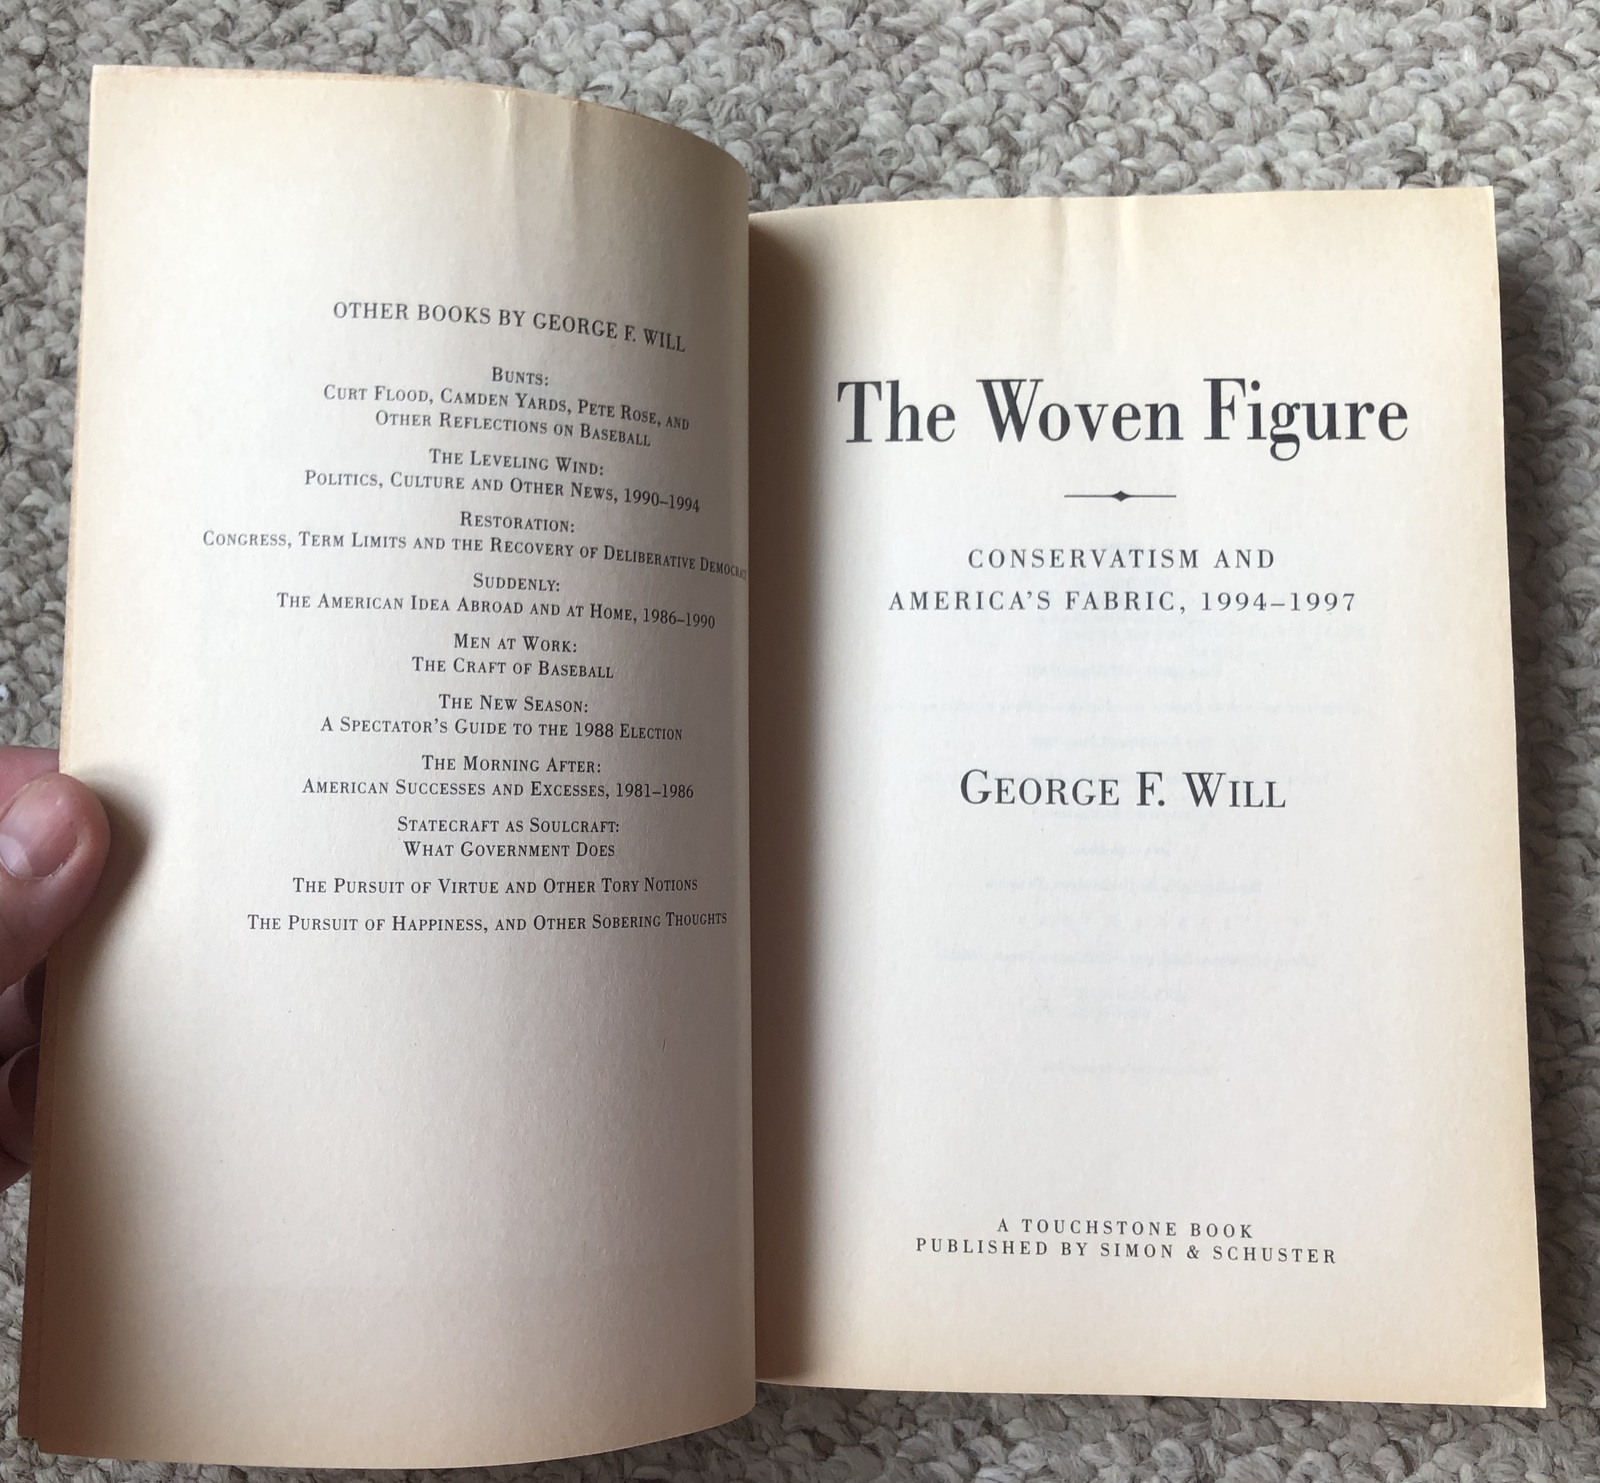 OTHER BOOKS BY GEORGE F. WILL
BUNTS:
CURT FLOOD, CAMDEN YARDS, PETE ROSE, AND
OTHER REFLECTIONS ON BASEBALL
THE LEVELING WIND:
POLITICS, CULTURE AND OTHER NEWS, 1990–1994
RESTORATION:
CONGRESS, TERM LIMITS AND THE RECOVERY OF DELIBERATIVE
SUDDENLY:
THE AMERICAN IDEA ABROAD AND AT HOME, 1986–1990
MEN AT WORK:
THE CRAFT OF BASEBALL
THE NEW SEASON:
A SPECTATOR'S GUIDE TO THE 1988 ELECTION
THE MORNING AFTER:
AMERICAN SUCCESSES AND EXCESSES, 1981–1986
STATECRAFT AS SOULCRAFT:
WHAT GOVERNMENT DOES
THE PURSUIT OF VIRTUE AND OTHER TORY NOTIONS
THE PURSUIT OF HAPPINESS, AND OTHER SOBERING THOUGHTS
The Woven Figure
CONSERVATISM AND
AMERICA'S FABRIC, 1994–1997
GEORGE F. WILL
A TOUCHSTONE BOOK
PUBLISHED BY SIMON & SCHUSTER